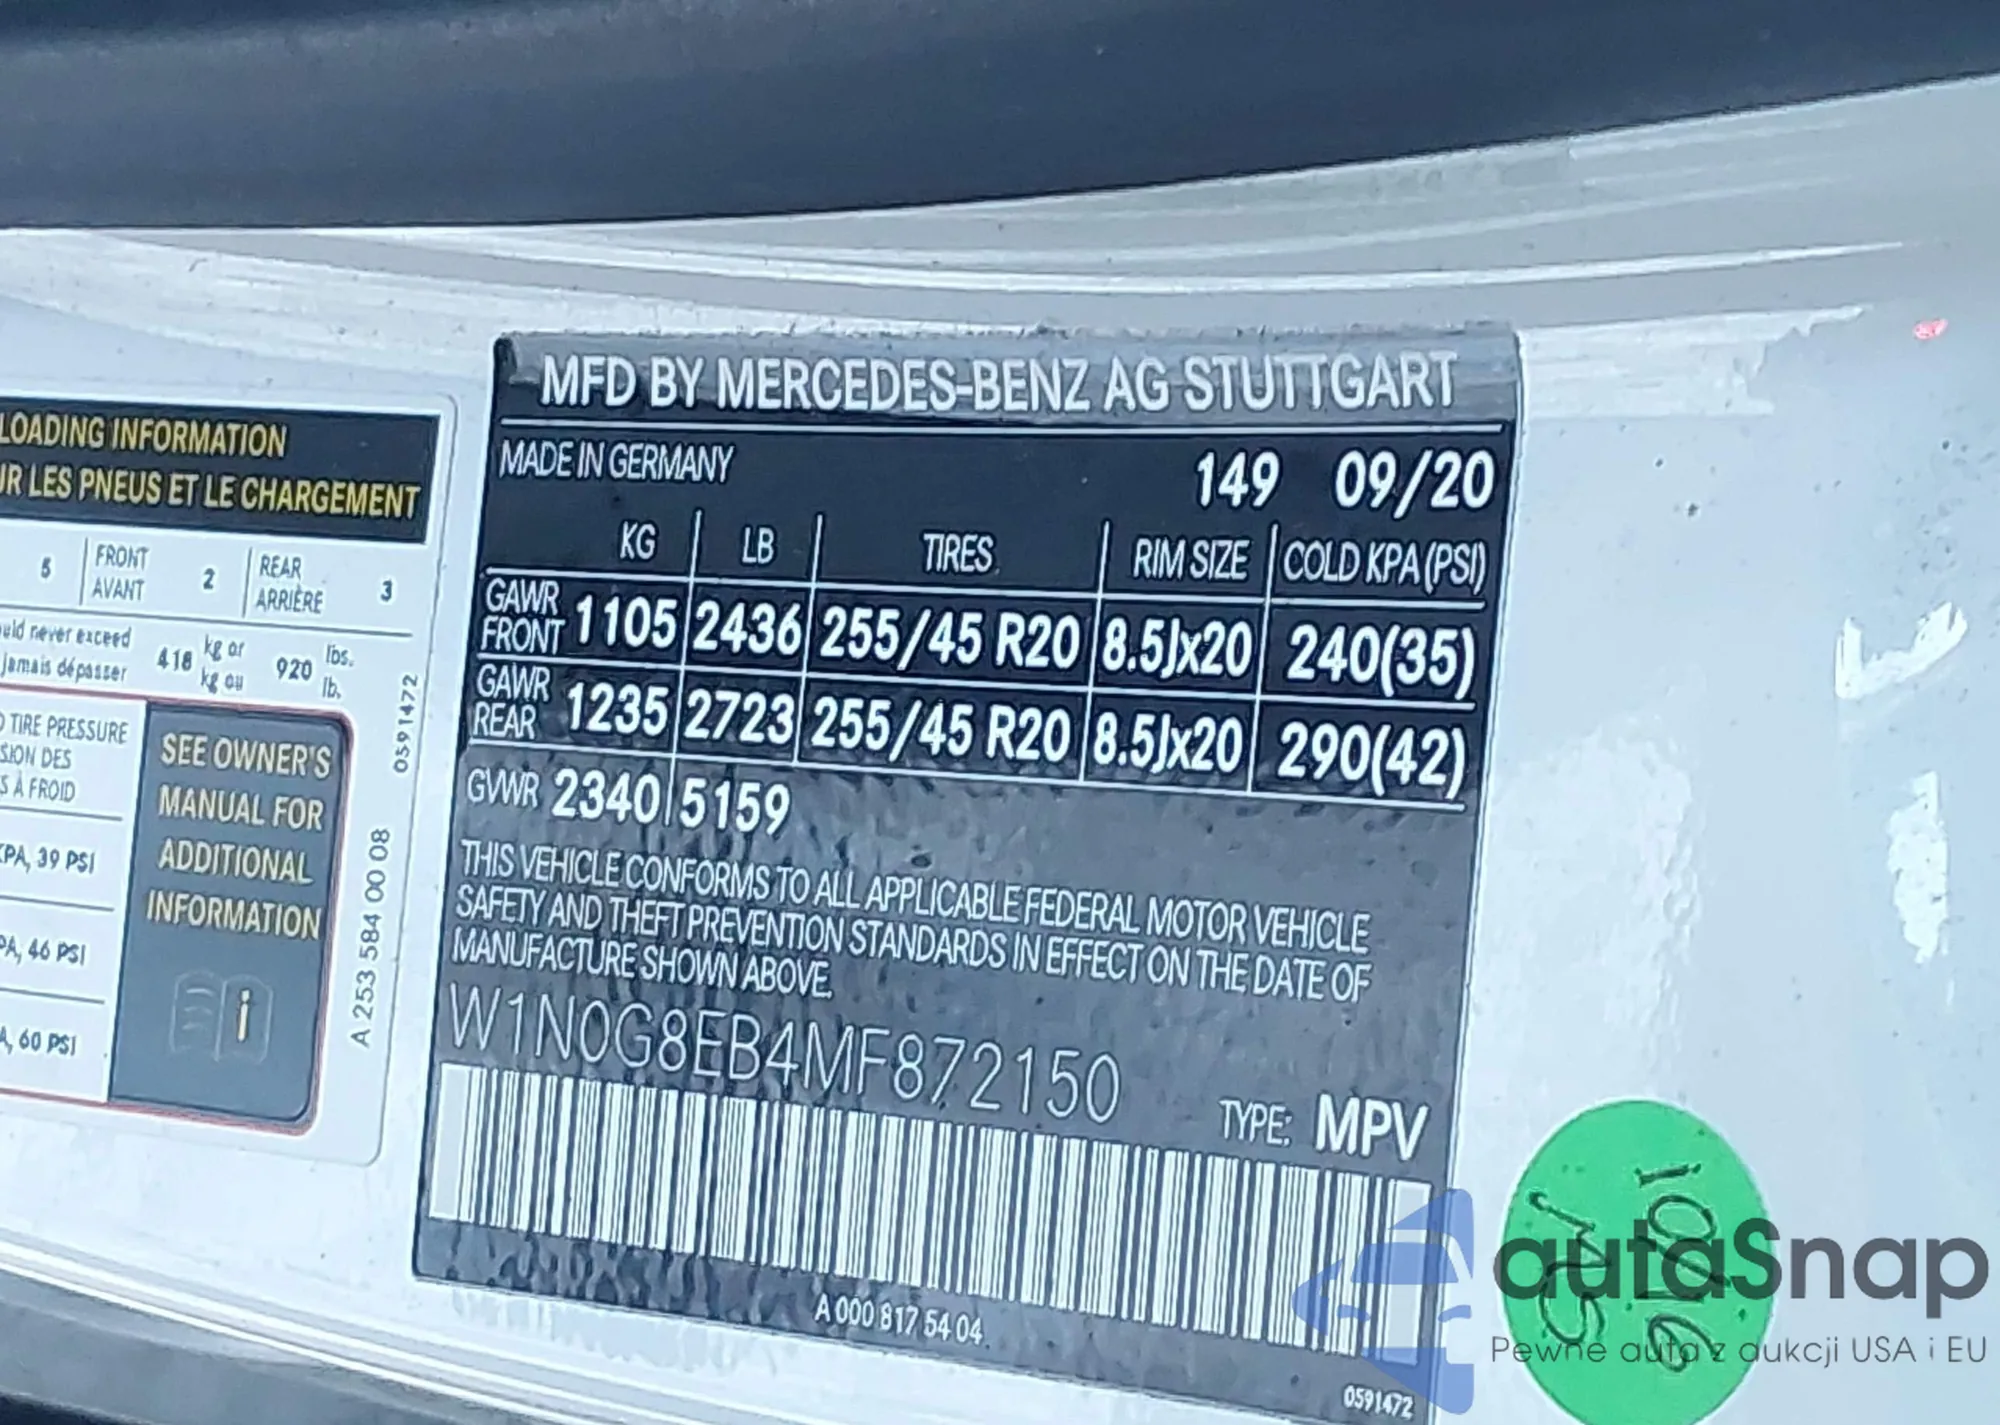 LOADING INFORMATION
UR LES PNEUS ET LE CHARGEMENT
5 FRONT AVANT 2 REAR ARRIÈRE 3
uld never exceed
jamais dépasser
418 kg or kg ou 920 lbs. lb.
TIRE PRESSURE
SION DES
S À FROID
KPA, 39 PSI
PA, 46 PSI
A, 60 PSI
SEE OWNER'S
MANUAL FOR
ADDITIONAL
INFORMATION
i
0591472
A 253 584 00 08
MFD BY MERCEDES-BENZ AG STUTTGART
MADE IN GERMANY 149 09/20
KG LB TIRES RIM SIZE COLD KPA(PSI)
GAWR FRONT 1105 2436 255/45 R20 8.5Jx20 240(35)
GAWR REAR 1235 2723 255/45 R20 8.5Jx20 290(42)
GVWR 2340 5159
THIS VEHICLE CONFORMS TO ALL APPLICABLE FEDERAL MOTOR VEHICLE
SAFETY AND THEFT PREVENTION STANDARDS IN EFFECT ON THE DATE OF
MANUFACTURE SHOWN ABOVE.
W1N0G8EB4MF872150
TYPE: MPV
A 000 817 54 04
0591472
autaSnap
Pewne auta z aukcji USA i EU